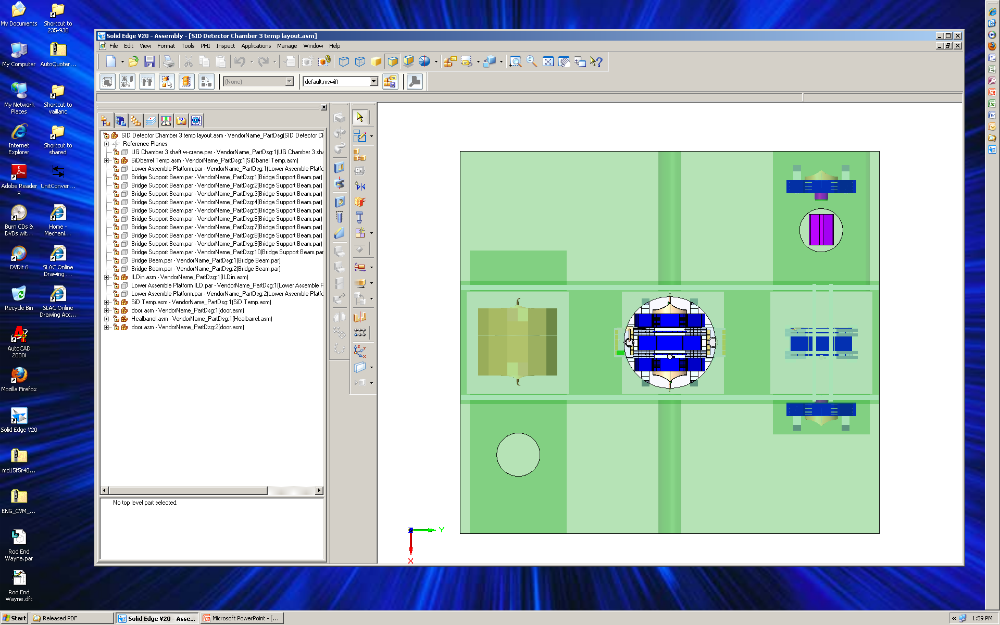 My Documents
Shortcut to
235-930
My Computer
AutoQuoter...
My Network
Places
Shortcut to
vaillanc
Internet
Explorer
Shortcut to
shared
Adobe Reader
X
UnitConver...
Burn CDs &
DVDs wit...
Home -
Mechani...
DVDit 6
SLAC Online
Drawing ...
Recycle Bin
SLAC Online
Drawing Acc...
AutoCAD
2000i
Mozilla Firefox
Solid Edge V20
md15f5r40...
ENG_CVM_...
Rod End
Wayne.par
Rod End
Wayne.dft
Solid Edge V20 - Assembly - [SID Detector Chamber 3 temp layout.asm]
File Edit View Format Tools PMI Inspect Applications Manage Window Help
(None)
default,mswift
SID Detector Chamber 3 temp layout.asm - VendorName_PartDsg(SID Detector Ch
Reference Planes
UG Chamber 3 shaft w-crane.par - VendorName_PartDsg:1(UG Chamber 3 sha
SiDbarrel Temp.asm - VendorName_PartDsg:1(SiDbarrel Temp.asm)
Lower Assemble Platform.par - VendorName_PartDsg:1(Lower Assemble Platfo
Bridge Support Beam.par - VendorName_PartDsg:1(Bridge Support Beam.par)
Bridge Support Beam.par - VendorName_PartDsg:2(Bridge Support Beam.par)
Bridge Support Beam.par - VendorName_PartDsg:3(Bridge Support Beam.par)
Bridge Support Beam.par - VendorName_PartDsg:4(Bridge Support Beam.par)
Bridge Support Beam.par - VendorName_PartDsg:5(Bridge Support Beam.par)
Bridge Support Beam.par - VendorName_PartDsg:6(Bridge Support Beam.par)
Bridge Support Beam.par - VendorName_PartDsg:7(Bridge Support Beam.par)
Bridge Support Beam.par - VendorName_PartDsg:8(Bridge Support Beam.par)
Bridge Support Beam.par - VendorName_PartDsg:9(Bridge Support Beam.par)
Bridge Support Beam.par - VendorName_PartDsg:10(Bridge Support Beam.par
Bridge Beam.par - VendorName_PartDsg:1(Bridge Beam.par)
Bridge Beam.par - VendorName_PartDsg:2(Bridge Beam.par)
ILDin.asm - VendorName_PartDsg:1(ILDin.asm)
Lower Assemble Platform ILD.par - VendorName_PartDsg:1(Lower Assemble F
Lower Assemble Platform.par - VendorName_PartDsg:2(Lower Assemble Platfo
SiD Temp.asm - VendorName_PartDsg:1(SiD Temp.asm)
door.asm - VendorName_PartDsg:1(door.asm)
Hcalbarrel.asm - VendorName_PartDsg:1(Hcalbarrel.asm)
door.asm - VendorName_PartDsg:2(door.asm)
No top level part selected.
Y
X
Start
Released PDF
Solid Edge V20 - Asse...
Microsoft PowerPoint - [...
1:59 PM